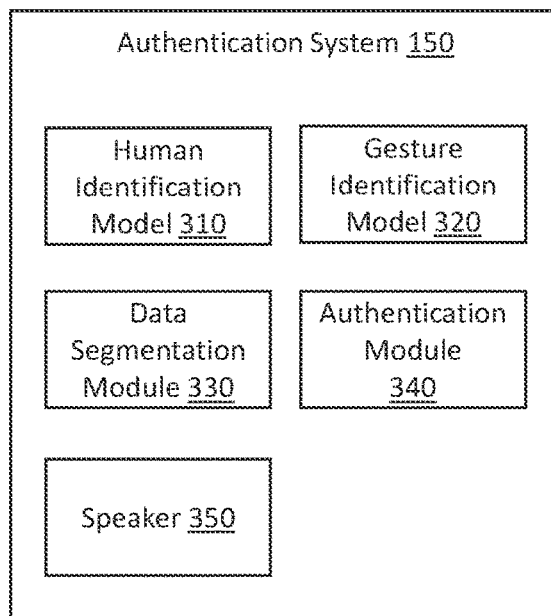 Authentication System 150
Human
Identification
Model 310
Gesture
Identification
Model 320
Data
Segmentation
Module 330
Authentication
Module
340
Speaker 350